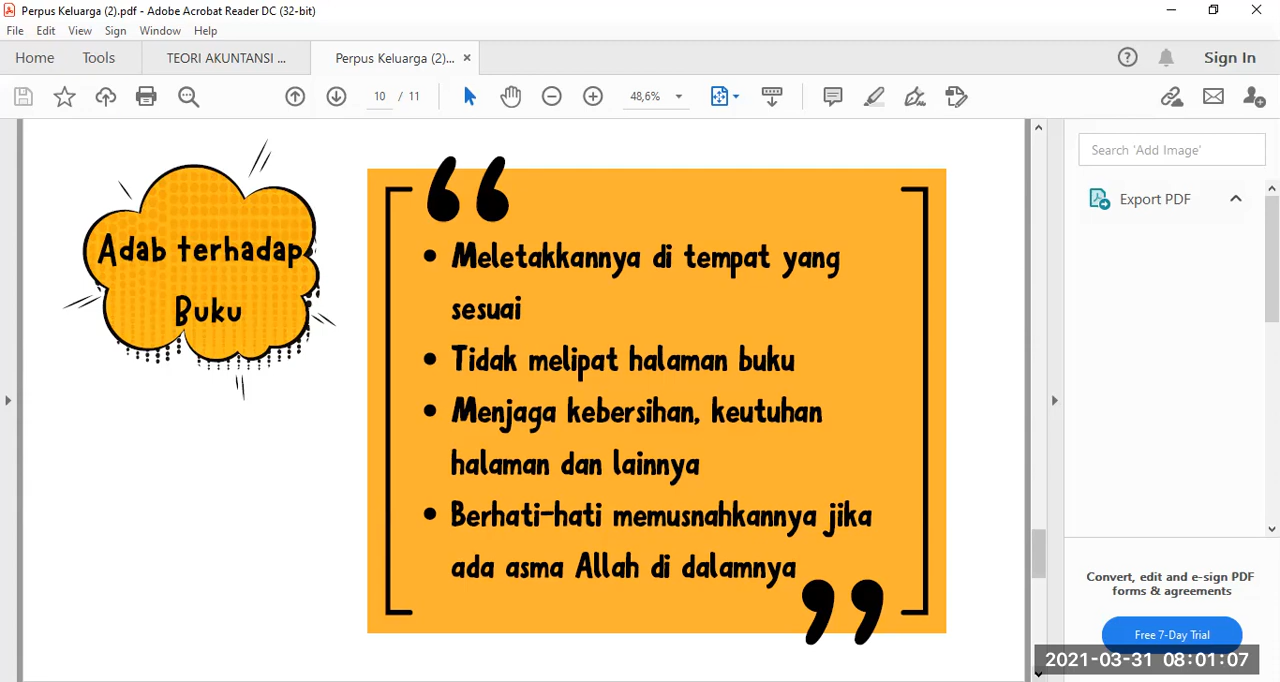 Perpus Keluarga (2).pdf - Adobe Acrobat Reader DC (32-bit)
File Edit View Sign Window Help
Home Tools TEORI AKUNTANSI ... Perpus Keluarga (2)... × Sign In
10 / 11 48,6%
Search 'Add Image'
Export PDF
Adab terhadap
Buku
Meletakkannya di tempat yang
sesuai
Tidak melipat halaman buku
Menjaga kebersihan, keutuhan
halaman dan lainnya
Berhati-hati memusnahkannya jika
ada asma Allah di dalamnya
Convert, edit and e-sign PDF
forms & agreements
Free 7-Day Trial
2021-03-31 08:01:07